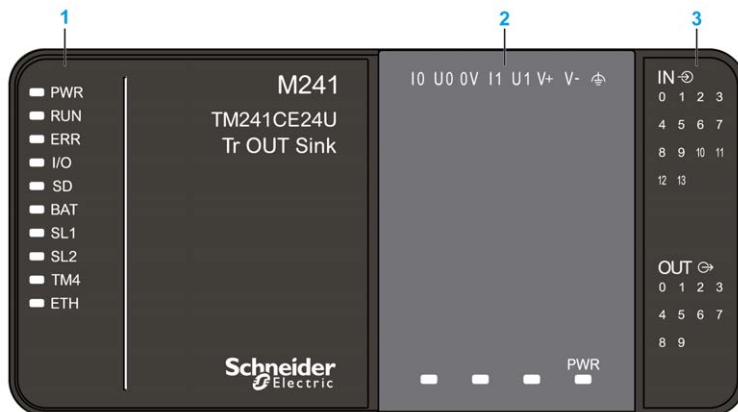 1
2
3
PWR
RUN
ERR
I/O
SD
BAT
SL1
SL2
TM4
ETH
M241
TM241CE24U
Tr OUT Sink
Schneider
Electric
I0 U0 0V I1 U1 V+ V-
PWR
IN
0 1 2 3
4 5 6 7
8 9 10 11
12 13
OUT
0 1 2 3
4 5 6 7
8 9